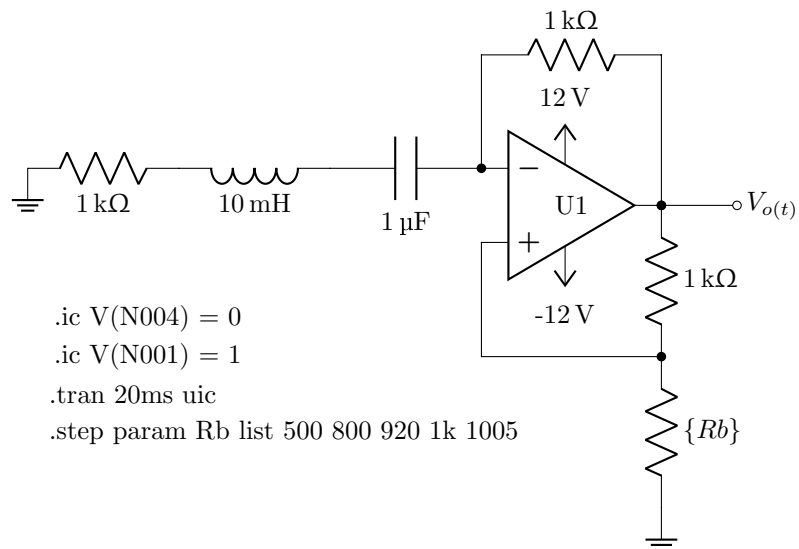 1 kΩ
12 V
−
U1
+
-12 V
V_{o(t)}
1 kΩ
10 mH
1 µF
1 kΩ
{Rb}
.ic V(N004) = 0
.ic V(N001) = 1
.tran 20ms uic
.step param Rb list 500 800 920 1k 1005